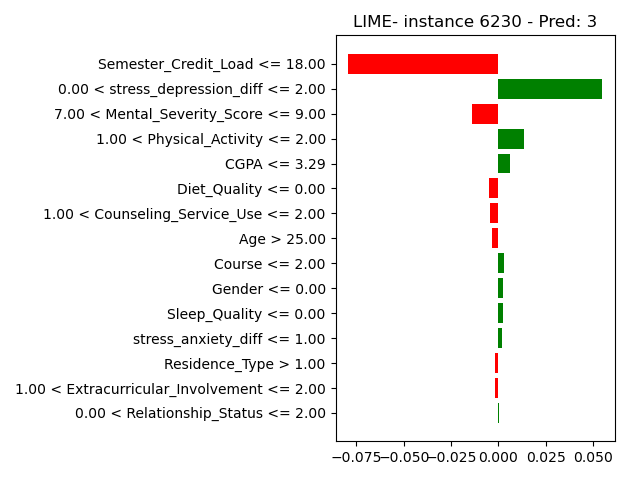 LIME- instance 6230 - Pred: 3
Semester_Credit_Load <= 18.00
0.00 < stress_depression_diff <= 2.00
7.00 < Mental_Severity_Score <= 9.00
1.00 < Physical_Activity <= 2.00
CGPA <= 3.29
Diet_Quality <= 0.00
1.00 < Counseling_Service_Use <= 2.00
Age > 25.00
Course <= 2.00
Gender <= 0.00
Sleep_Quality <= 0.00
stress_anxiety_diff <= 1.00
Residence_Type > 1.00
1.00 < Extracurricular_Involvement <= 2.00
0.00 < Relationship_Status <= 2.00
−0.075 −0.050 −0.025 0.000 0.025 0.050